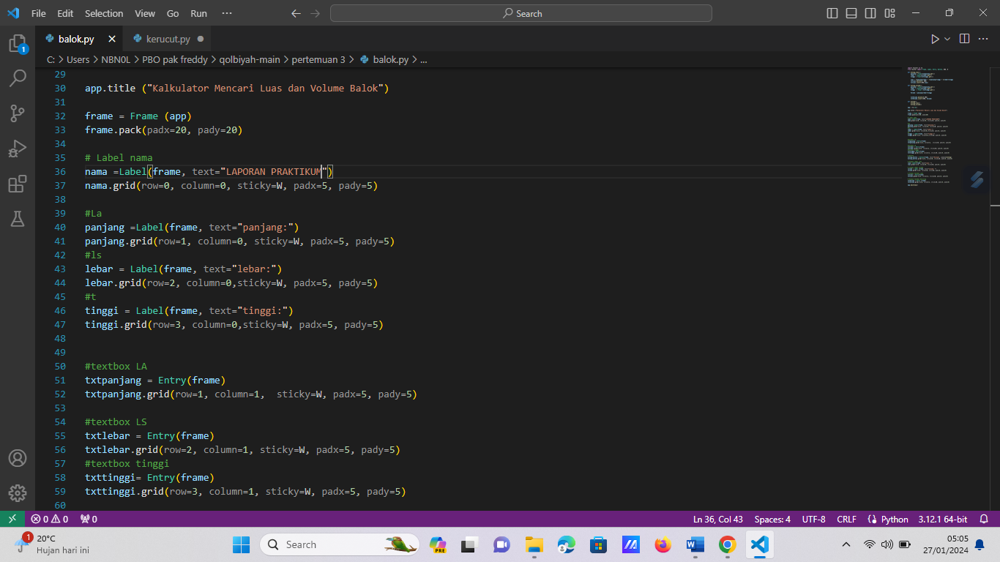 File Edit Selection View Go Run ··· Search
balok.py kerucut.py
C: > Users > NBN0L > PBO pak freddy > qolbiyah-main > pertemuan 3 > balok.py > ...
29
30 app.title ("Kalkulator Mencari Luas dan Volume Balok")
31
32 frame = Frame (app)
33 frame.pack(padx=20, pady=20)
34
35 # Label nama
36 nama =Label(frame, text="LAPORAN PRAKTIKUM")
37 nama.grid(row=0, column=0, sticky=W, padx=5, pady=5)
38
39 #La
40 panjang =Label(frame, text="panjang:")
41 panjang.grid(row=1, column=0, sticky=W, padx=5, pady=5)
42 #ls
43 lebar = Label(frame, text="lebar:")
44 lebar.grid(row=2, column=0,sticky=W, padx=5, pady=5)
45 #t
46 tinggi = Label(frame, text="tinggi:")
47 tinggi.grid(row=3, column=0,sticky=W, padx=5, pady=5)
48
49
50 #textbox LA
51 txtpanjang = Entry(frame)
52 txtpanjang.grid(row=1, column=1,  sticky=W, padx=5, pady=5)
53
54 #textbox LS
55 txtlebar = Entry(frame)
56 txtlebar.grid(row=2, column=1, sticky=W, padx=5, pady=5)
57 #textbox tinggi
58 txttinggi= Entry(frame)
59 txttinggi.grid(row=3, column=1, sticky=W, padx=5, pady=5)
60
1
0 0 0 Ln 36, Col 43 Spaces: 4 UTF-8 CRLF Python 3.12.1 64-bit
1 20°C
Hujan hari ini
Search
PRE
05:05
27/01/2024